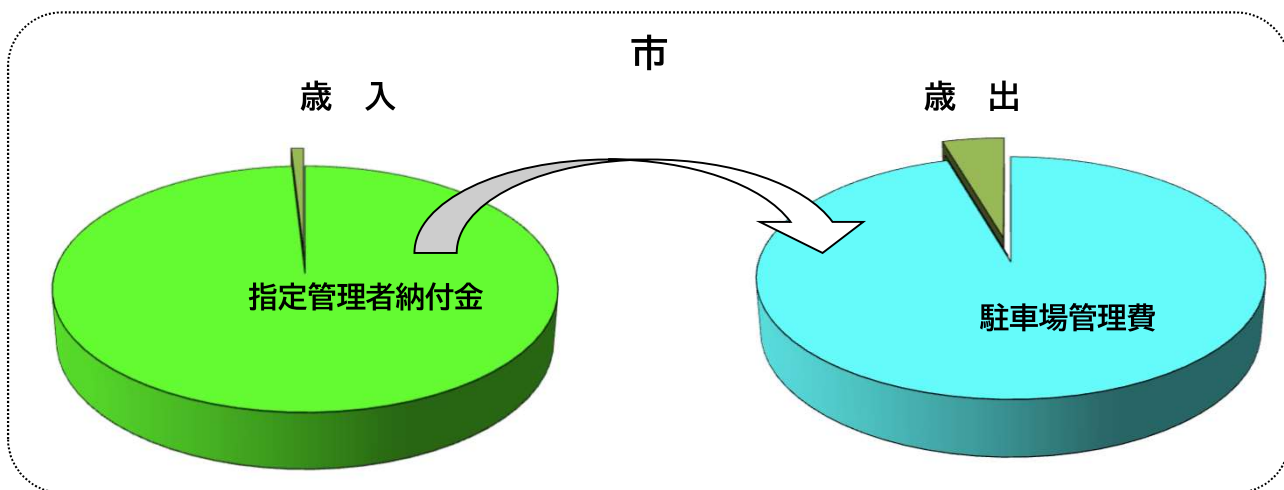 市
歳　入
歳　出
指定管理者納付金
駐車場管理費